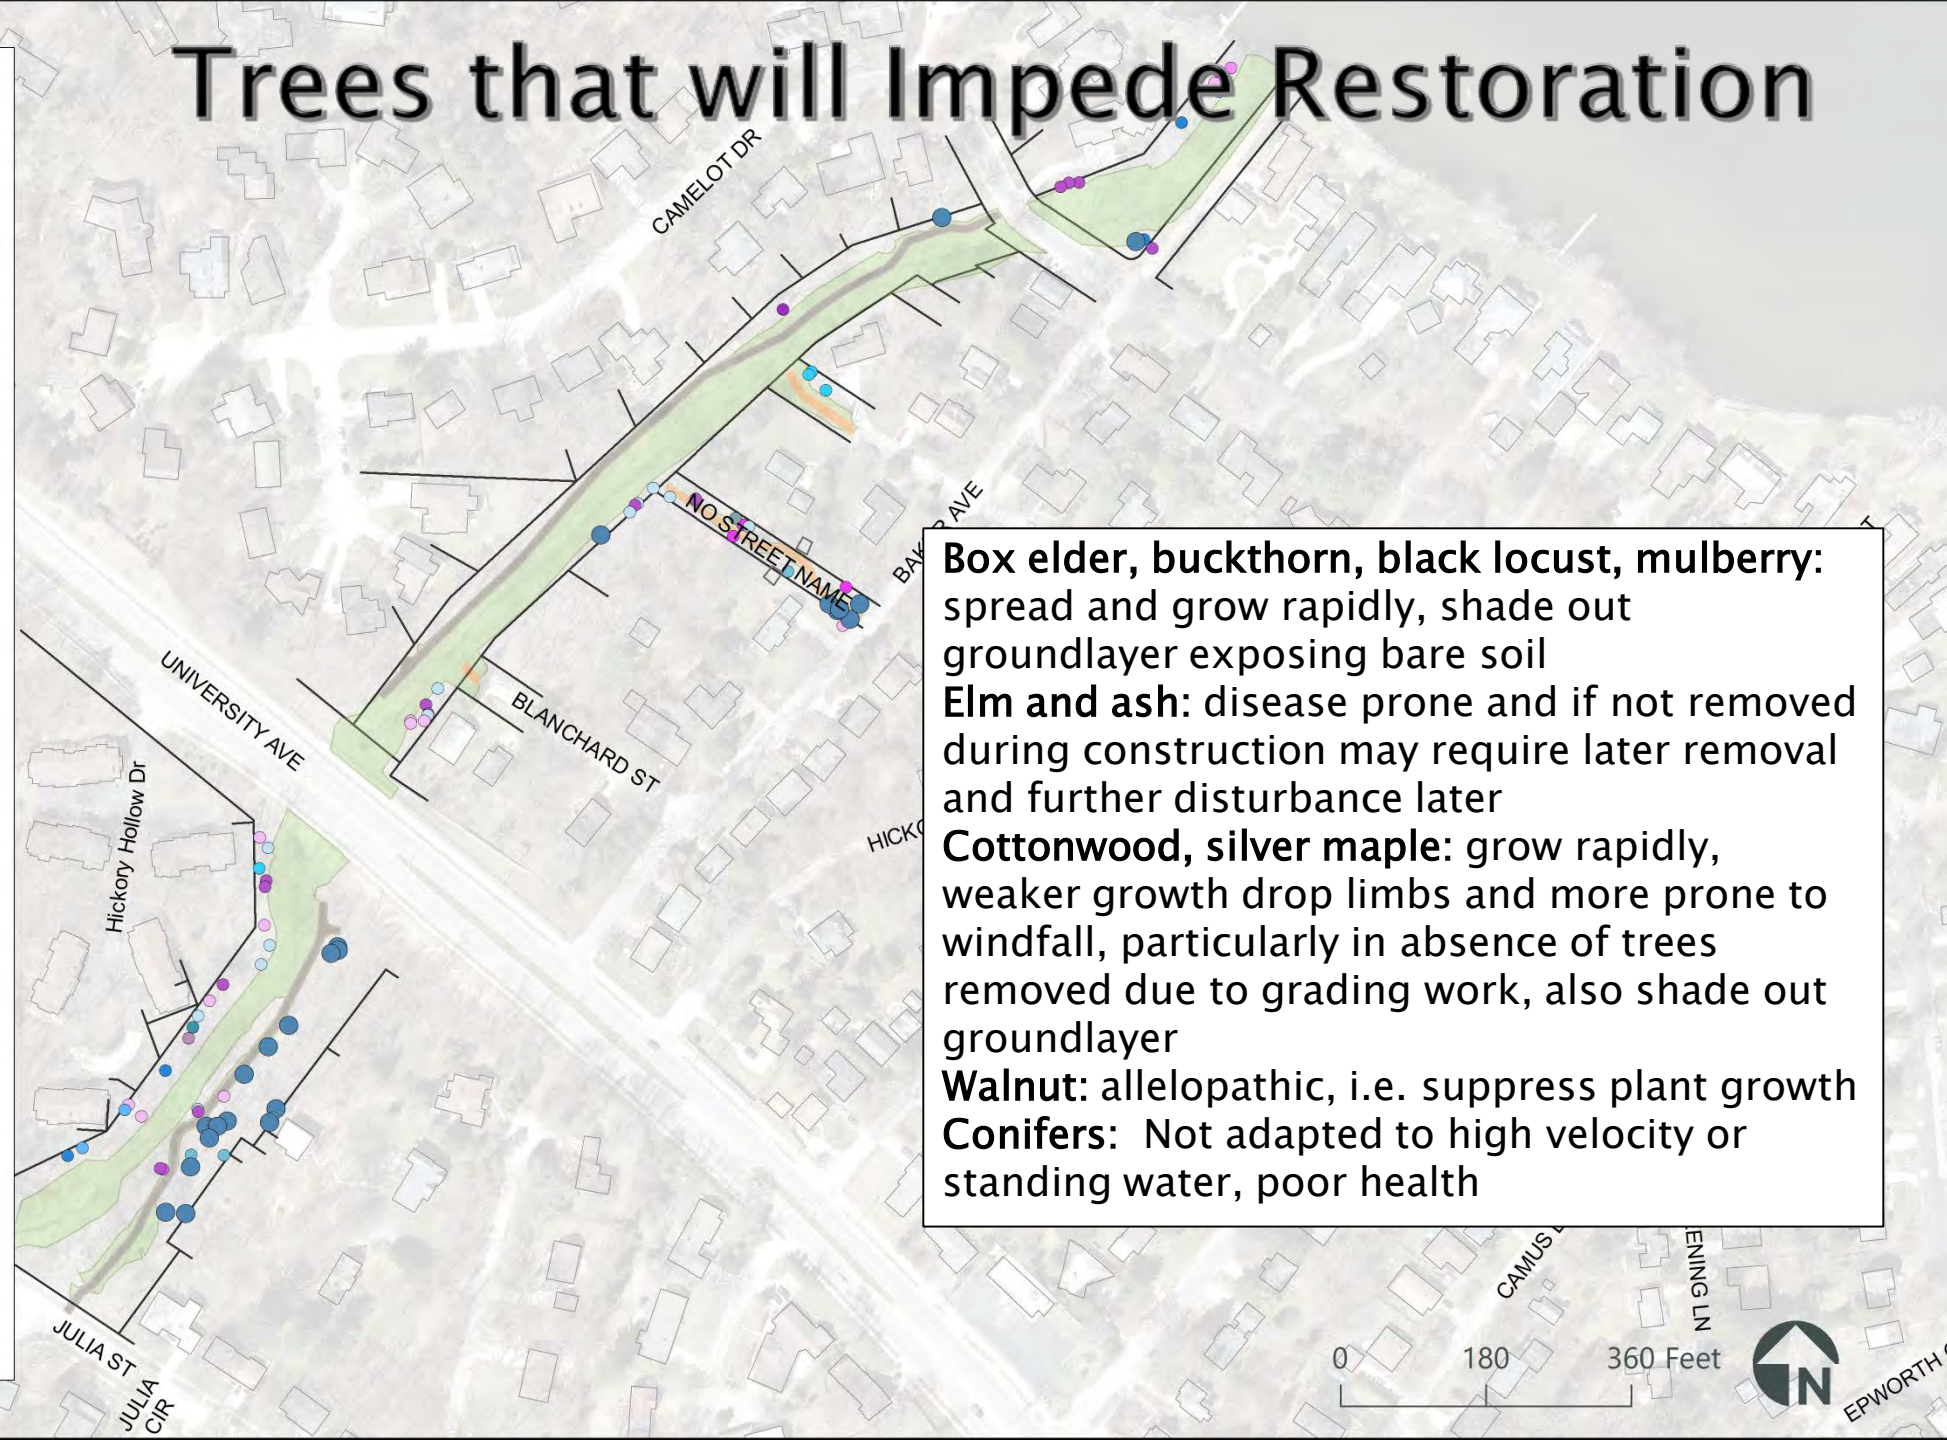 Trees that will Impede Restoration
CAMELOT DR
NO STREET NAME
AVE
UNIVERSITY AVE
BLANCHARD ST
Hickory Hollow Dr
Box elder, buckthorn, black locust, mulberry:
spread and grow rapidly, shade out
groundlayer exposing bare soil
Elm and ash: disease prone and if not removed
during construction may require later removal
and further disturbance later
Cottonwood, silver maple: grow rapidly,
weaker growth drop limbs and more prone to
windfall, particularly in absence of trees
removed due to grading work, also shade out
groundlayer
Walnut: allelopathic, i.e. suppress plant growth
Conifers: Not adapted to high velocity or
standing water, poor health
CAMUS
LN
JULIA ST
JULIA
CIR
0 180 360 Feet
N
EPWORTH